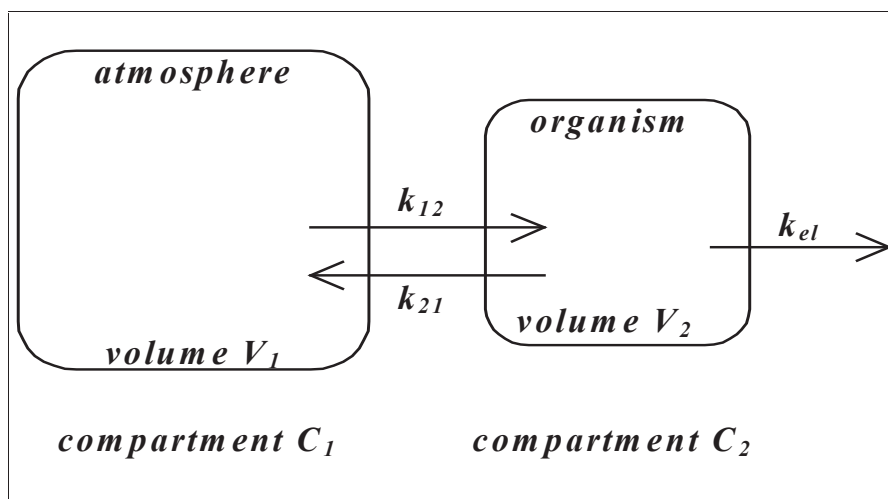 atmosphere
organism
k12
kel
k21
volume V2
volume V1
compartment C1
compartment C2